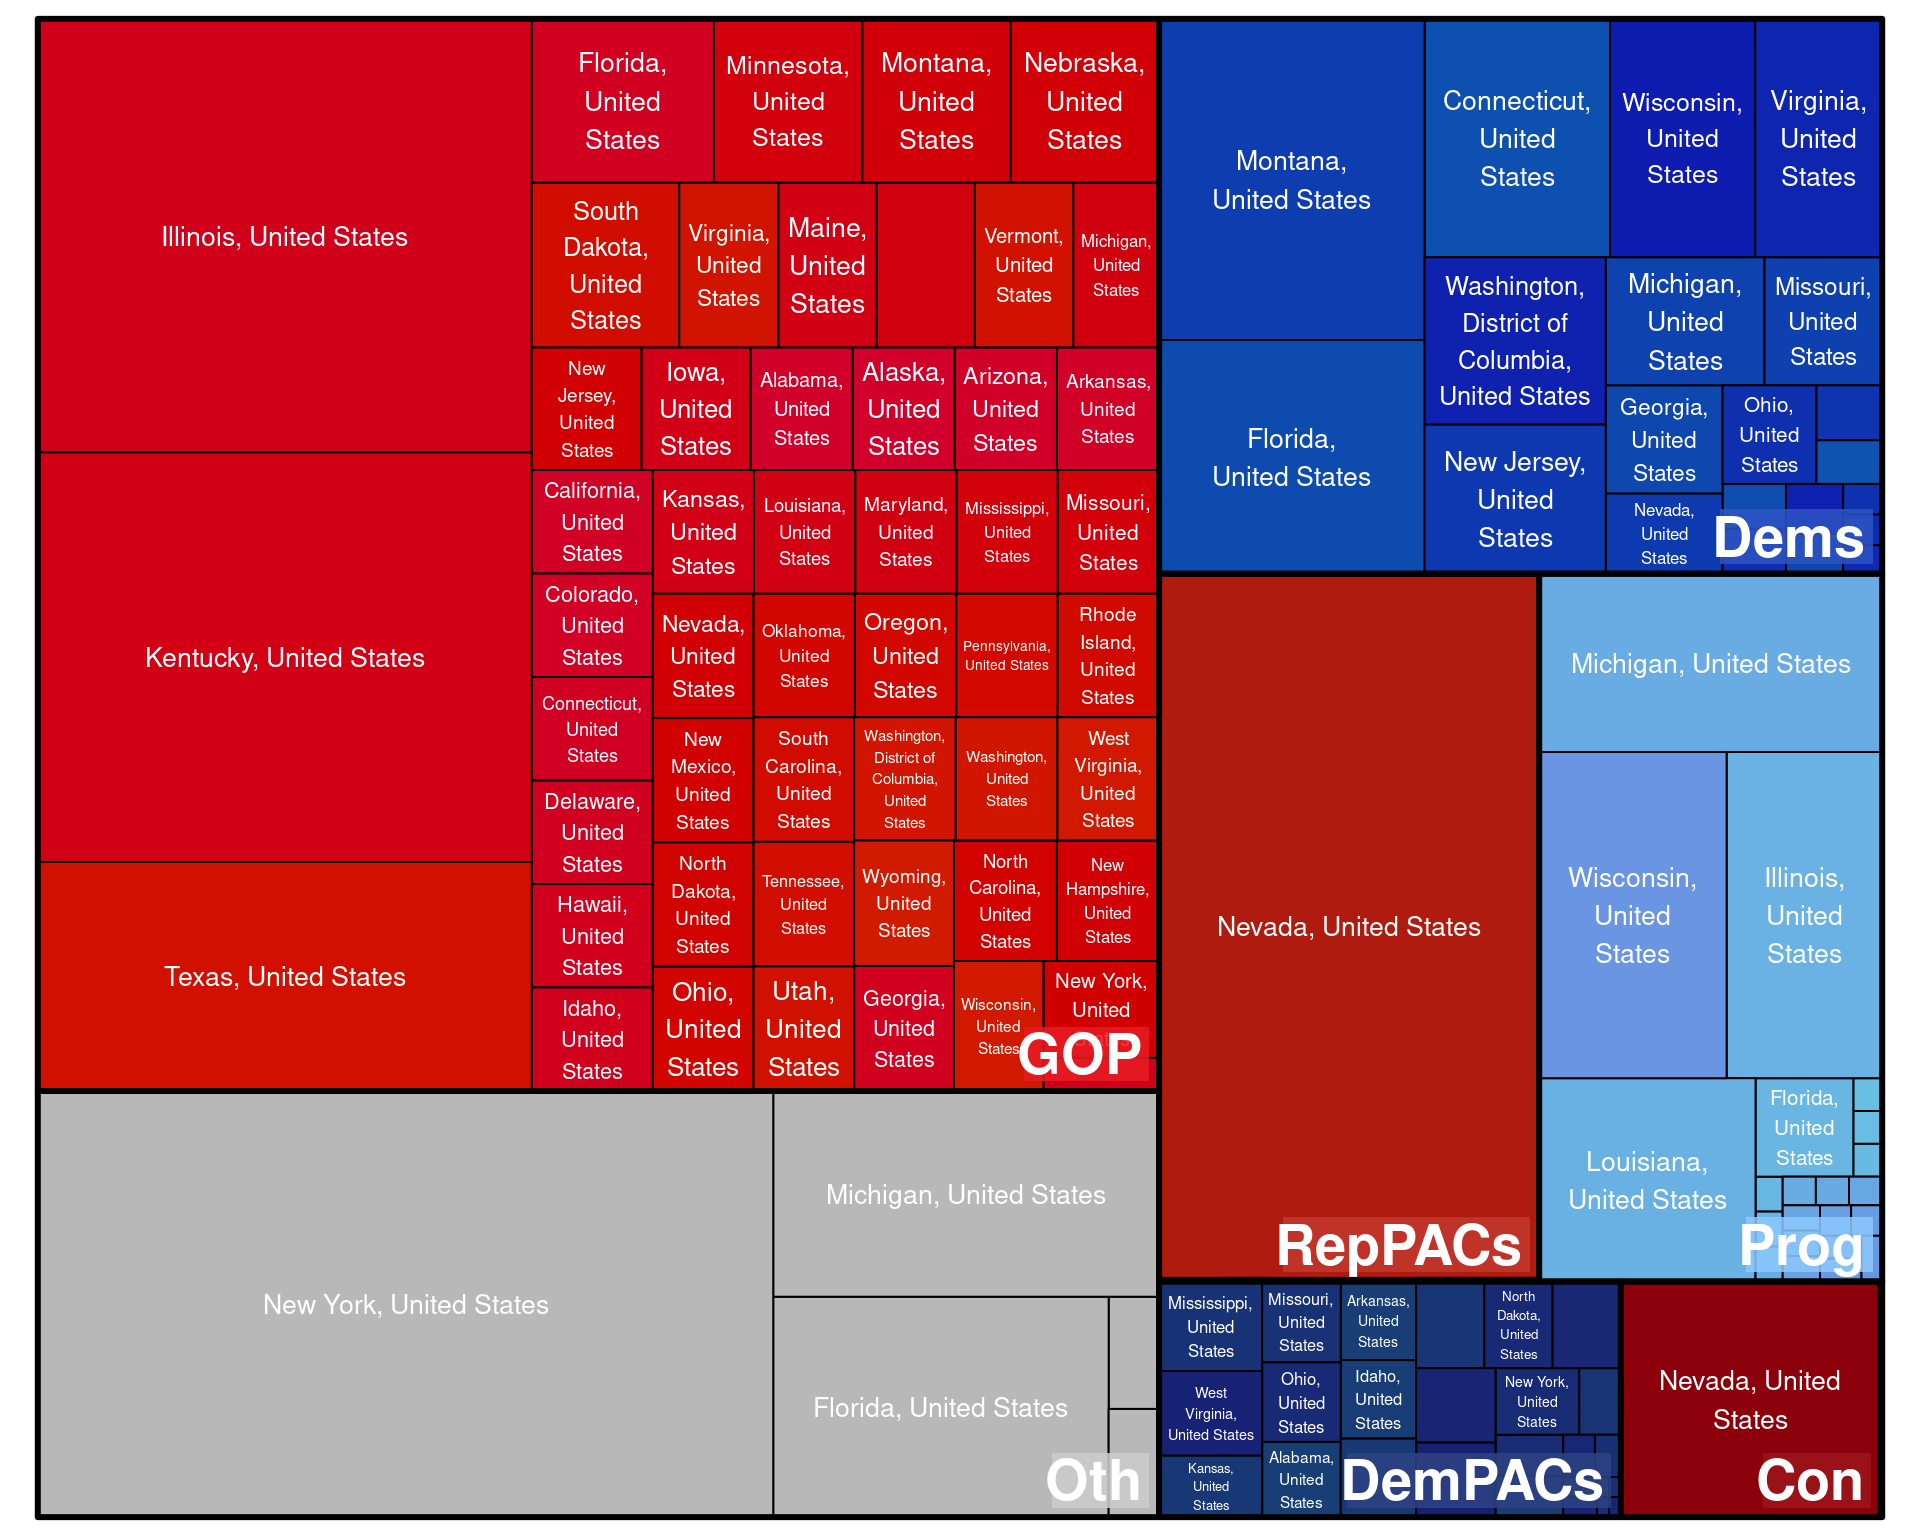 Illinois, United States
Kentucky, United States
Texas, United States
Florida,
United
States
Minnesota,
United
States
Montana,
United
States
Nebraska,
United
States
South
Dakota,
United
States
Virginia,
United
States
Maine,
United
States
Vermont,
United
States
Michigan,
United
States
New
Jersey,
United
States
Iowa,
United
States
Alabama,
United
States
Alaska,
United
States
Arizona,
United
States
Arkansas,
United
States
California,
United
States
Colorado,
United
States
Connecticut,
United
States
Delaware,
United
States
Hawaii,
United
States
Idaho,
United
States
Kansas,
United
States
Louisiana,
United
States
Maryland,
United
States
Mississippi,
United
States
Missouri,
United
States
Nevada,
United
States
Oklahoma,
United
States
Oregon,
United
States
Pennsylvania,
United States
Rhode
Island,
United
States
New
Mexico,
United
States
South
Carolina,
United
States
Washington,
District of
Columbia,
United
States
Washington,
United
States
West
Virginia,
United
States
North
Dakota,
United
States
Tennessee,
United
States
Wyoming,
United
States
North
Carolina,
United
States
New
Hampshire,
United
States
Ohio,
United
States
Utah,
United
States
Georgia,
United
States
Wisconsin,
United
States
New York,
United
GOP
Montana,
United States
Florida,
United States
Connecticut,
United
States
Wisconsin,
United
States
Virginia,
United
States
Washington,
District of
Columbia,
United States
New Jersey,
United
States
Michigan,
United
States
Missouri,
United
States
Georgia,
United
States
Ohio,
United
States
Nevada,
United
States
Dems
Nevada, United States
RepPACs
Michigan, United States
Wisconsin,
United
States
Illinois,
United
States
Louisiana,
United States
Florida,
United
States
Prog
New York, United States
Michigan, United States
Florida, United States
Oth
Mississippi,
United
States
West
Virginia,
United States
Kansas,
United
States
Missouri,
United
States
Ohio,
United
States
Alabama,
United
States
Arkansas,
United
States
Idaho,
United
States
North
Dakota,
United
States
New York,
United
States
DemPACs
Nevada, United
States
Con